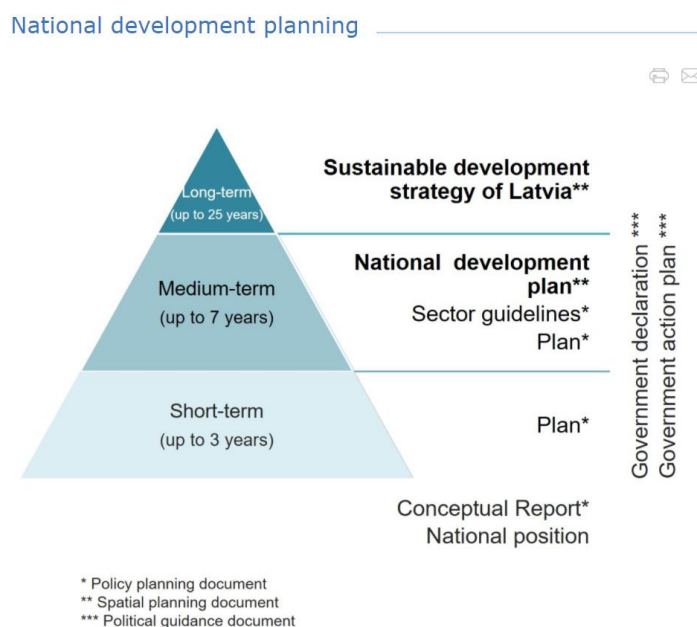 National development planning
Long-term
(up to 25 years)
Sustainable development
strategy of Latvia**
Medium-term
(up to 7 years)
National development
plan**
Sector guidelines*
Plan*
Short-term
(up to 3 years)
Plan*
Conceptual Report*
National position
Government declaration ***
Government action plan ***
* Policy planning document
** Spatial planning document
*** Political guidance document